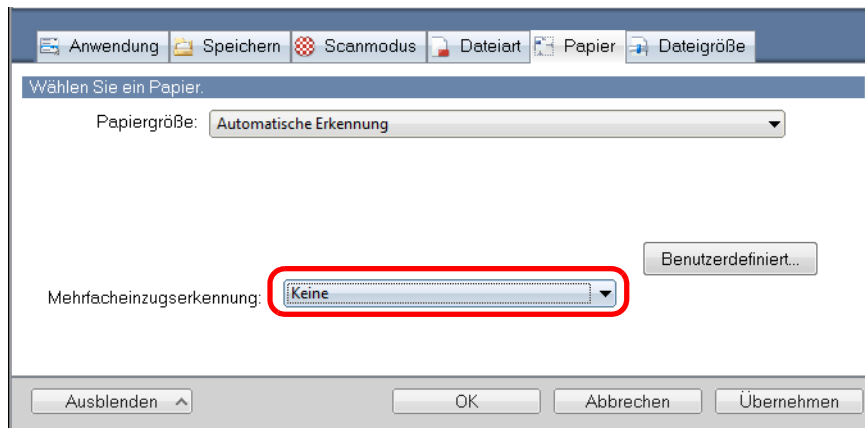 Anwendung Speichern Scanmodus Dateiart Papier Dateigröße
Wählen Sie ein Papier.
Papiergröße: Automatische Erkennung
Benutzerdefiniert...
Mehrfacheinzugserkennung: Keine
Ausblenden OK Abbrechen Übernehmen